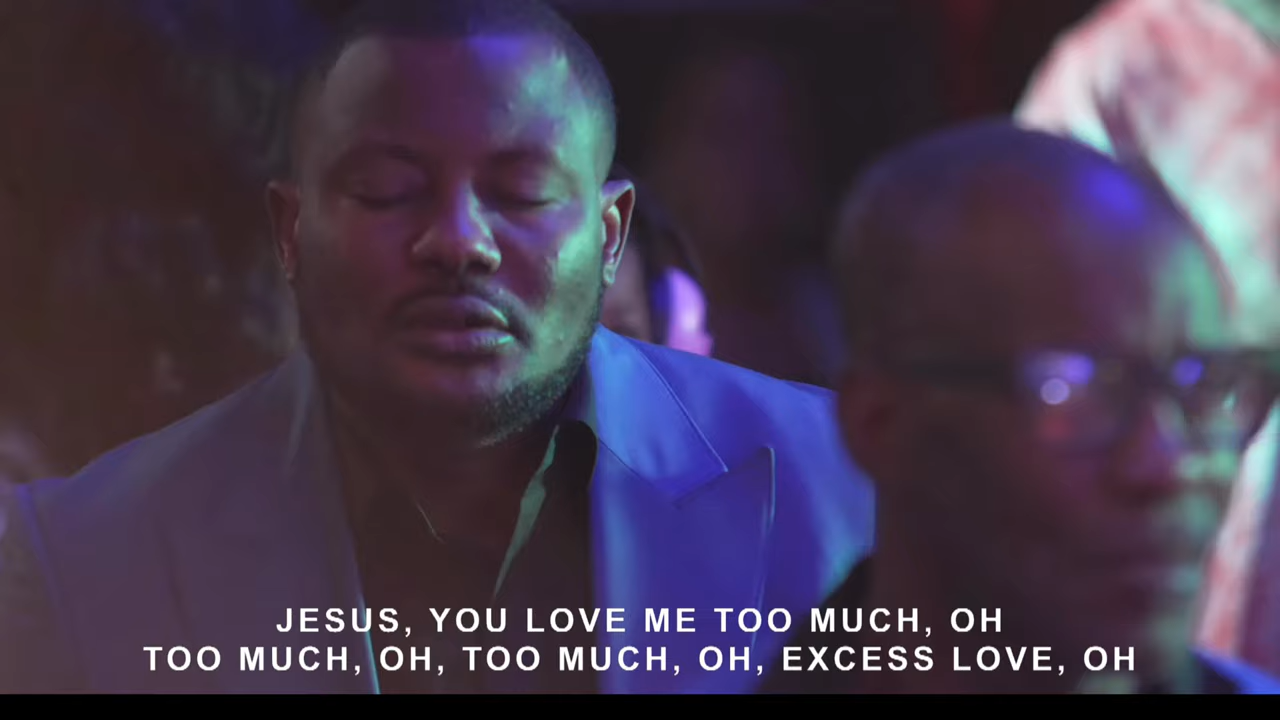 JESUS, YOU LOVE ME TOO MUCH, OH
TOO MUCH, OH, TOO MUCH, OH, EXCESS LOVE, OH